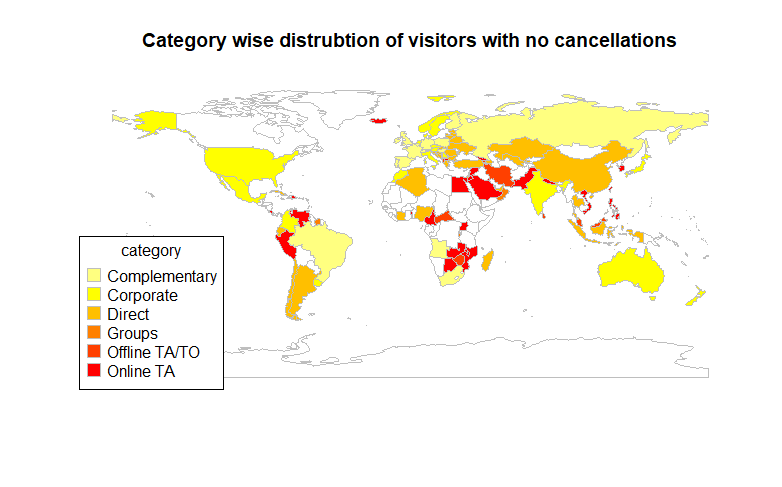 Category wise distrubtion of visitors with no cancellations
category
Complementary
Corporate
Direct
Groups
Offline TA/TO
Online TA